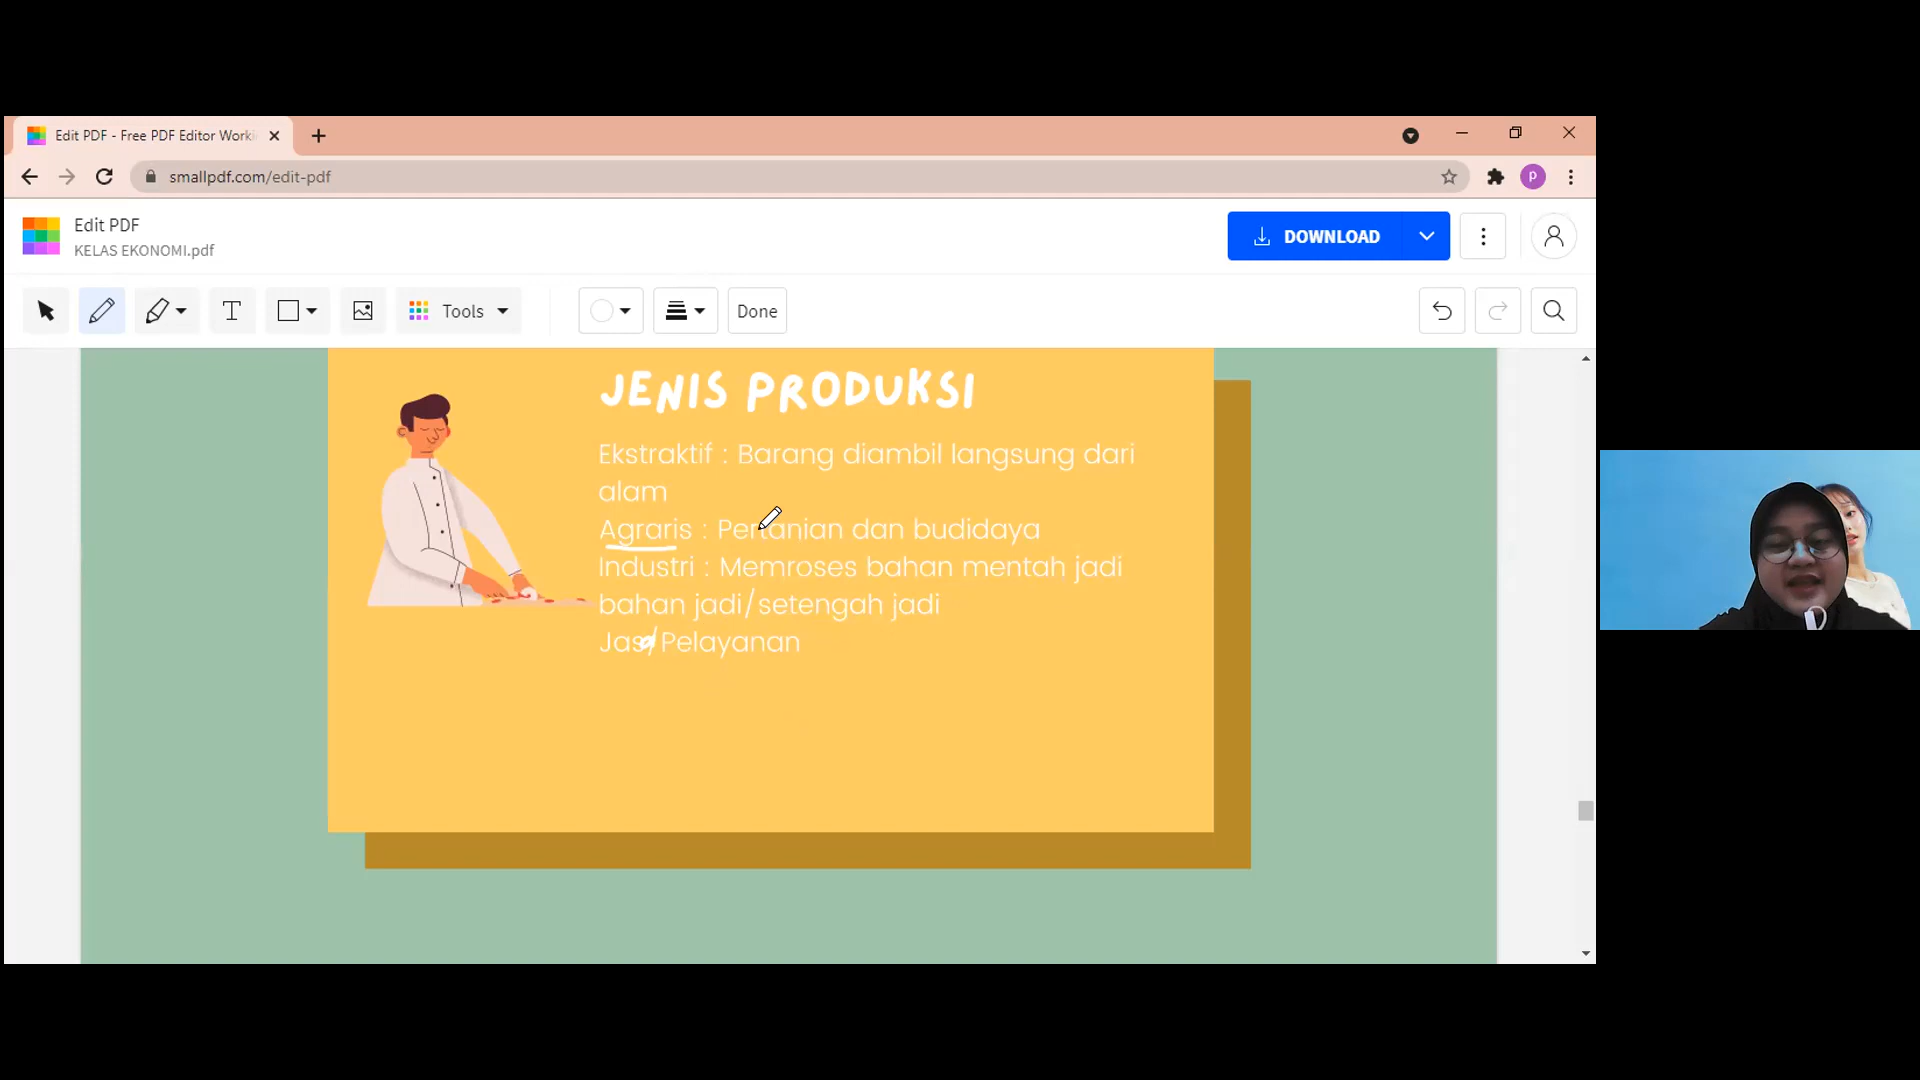 Edit PDF - Free PDF Editor Worki
smallpdf.com/edit-pdf
P
Edit PDF
KELAS EKONOMI.pdf
DOWNLOAD
T
Tools
Done
JENIS PRODUKSI
Ekstraktif : Barang diambil langsung dari
alam
Agraris : Pertanian dan budidaya
Industri : Memroses bahan mentah jadi
bahan jadi/setengah jadi
Jasa/Pelayanan